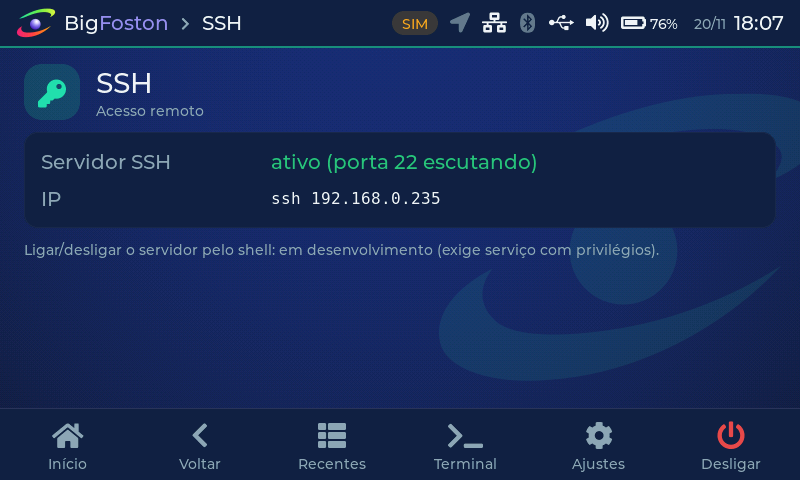 BigFoston > SSH
SIM
76%
20/11 18:07
SSH
Acesso remoto
Servidor SSH ativo (porta 22 escutando)
IP ssh 192.168.0.235
Ligar/desligar o servidor pelo shell: em desenvolvimento (exige serviço com privilégios).
Início Voltar Recentes Terminal Ajustes Desligar